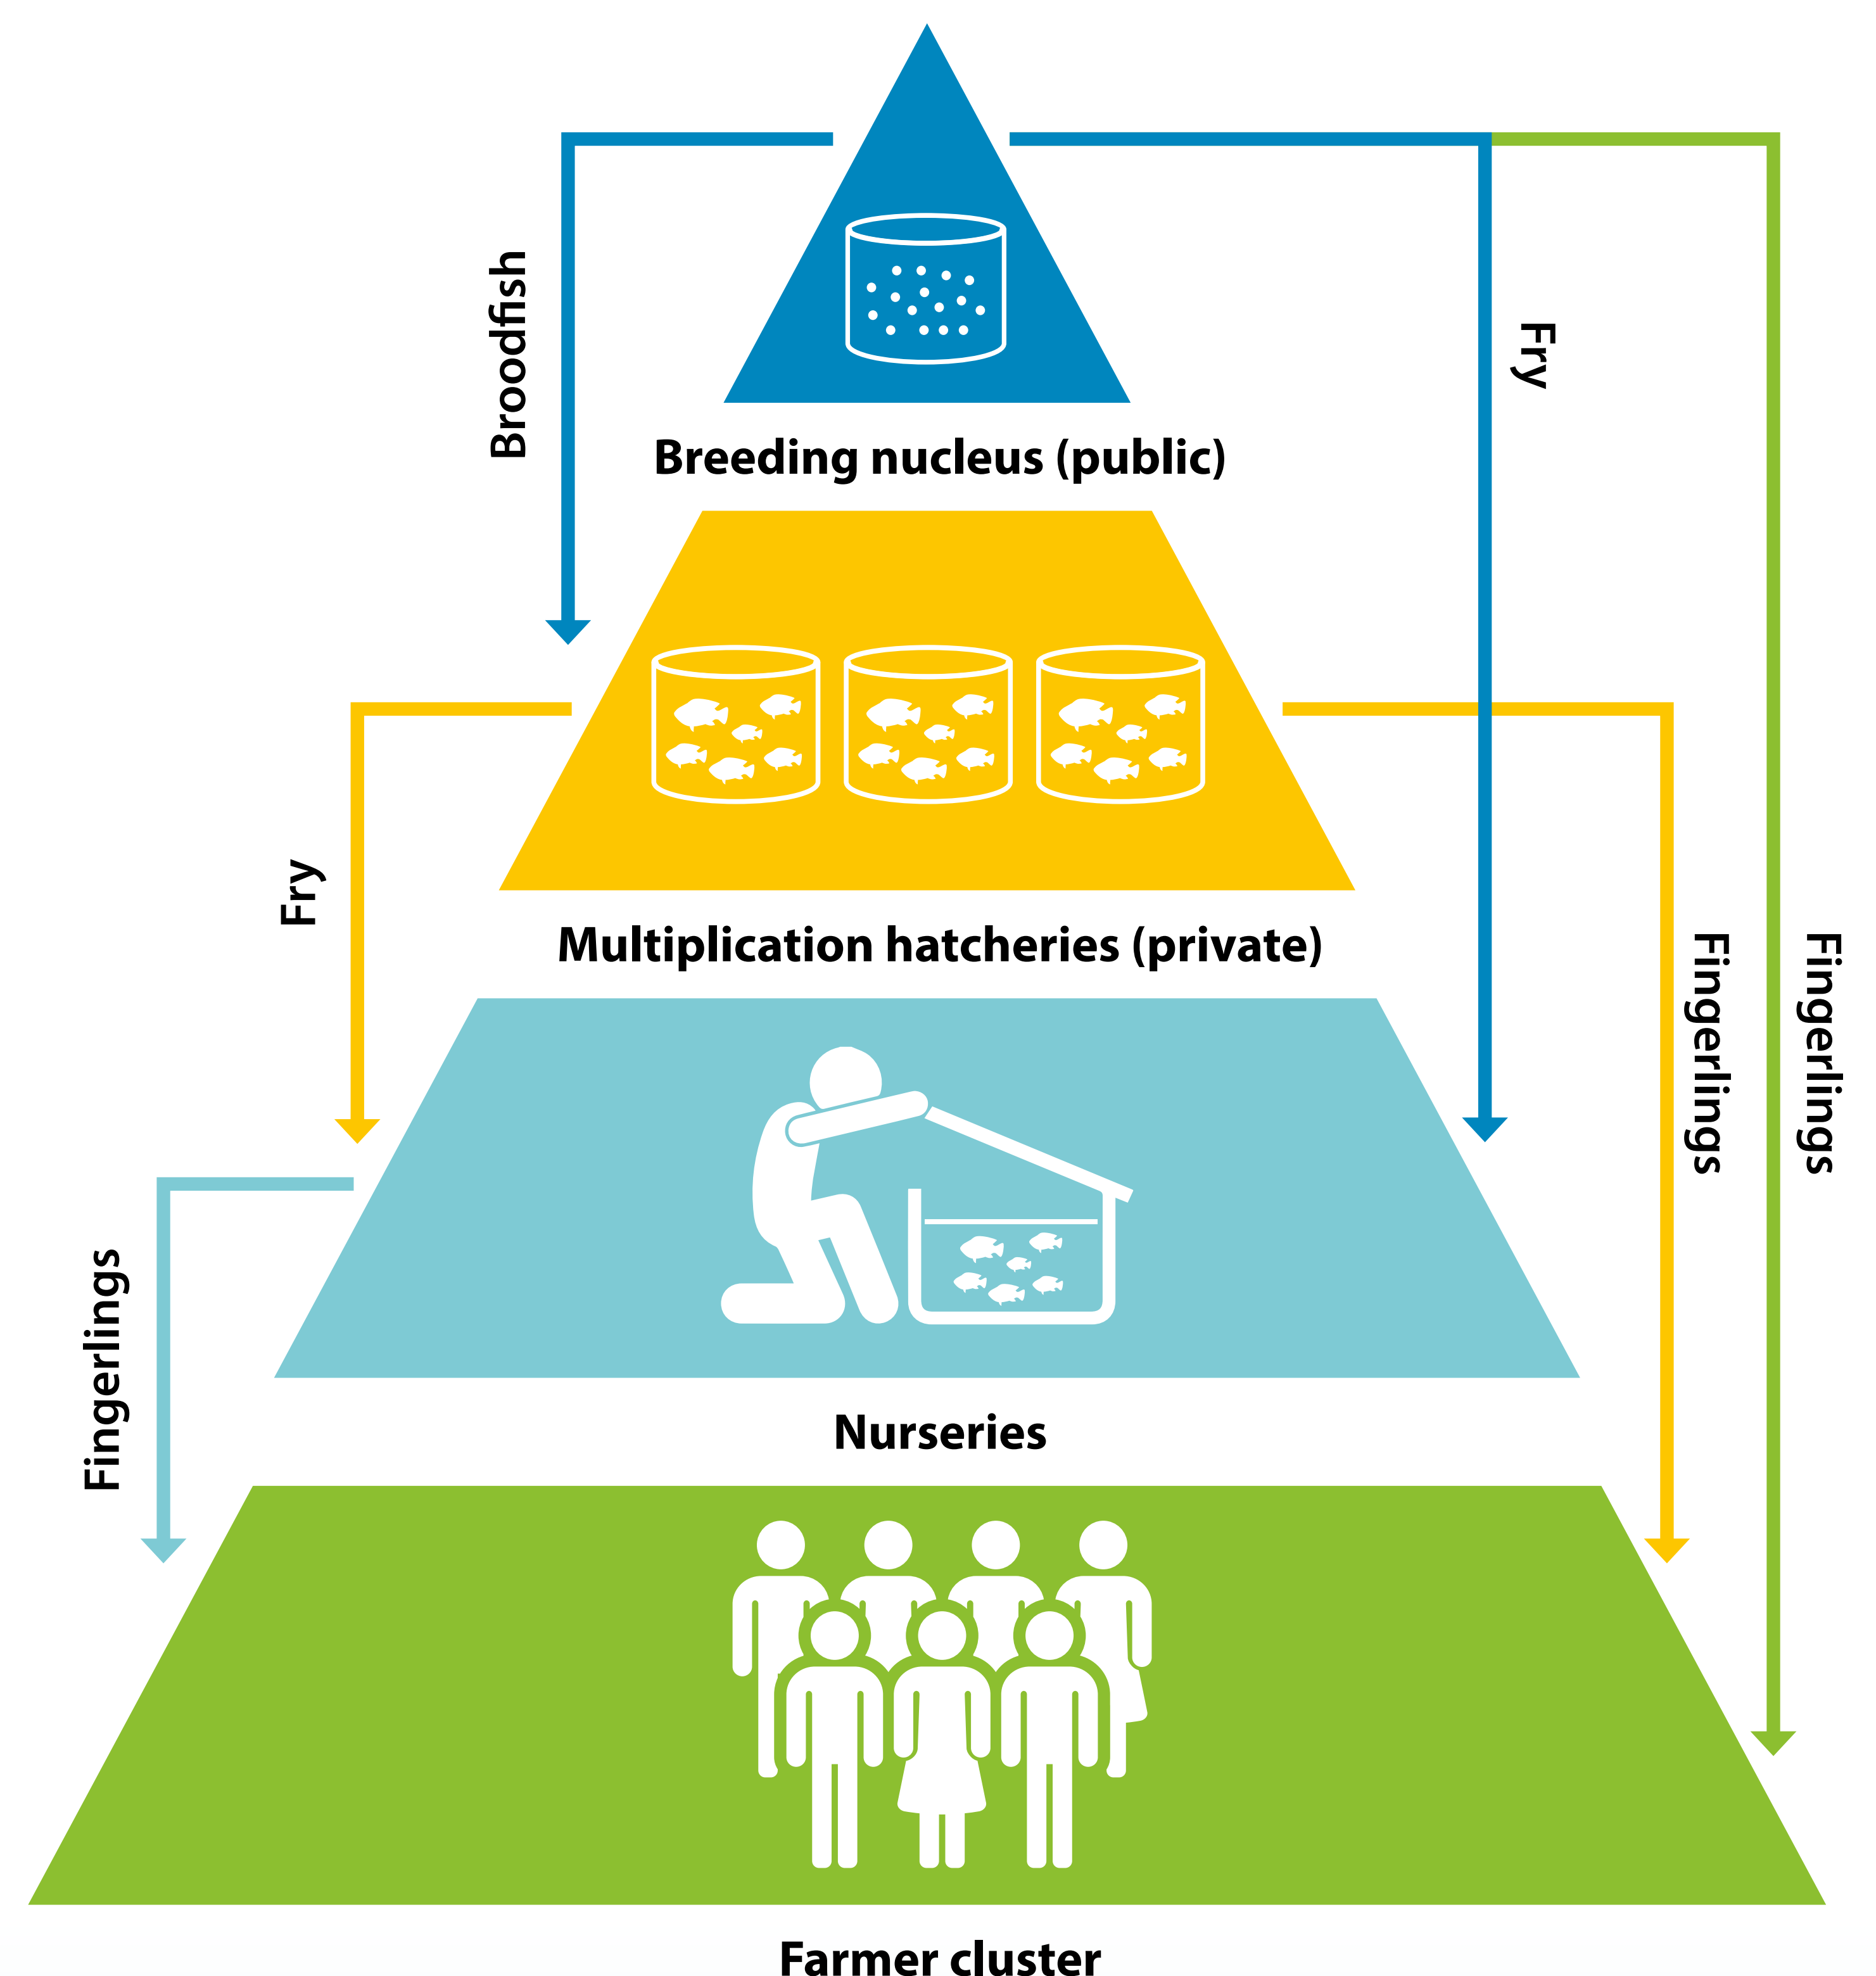 Broodfish
Fry
Breeding nucleus (public)
Fry
Multiplication hatcheries (private)
Fingerlings
Fingerlings
Fingerlings
Nurseries
Farmer cluster